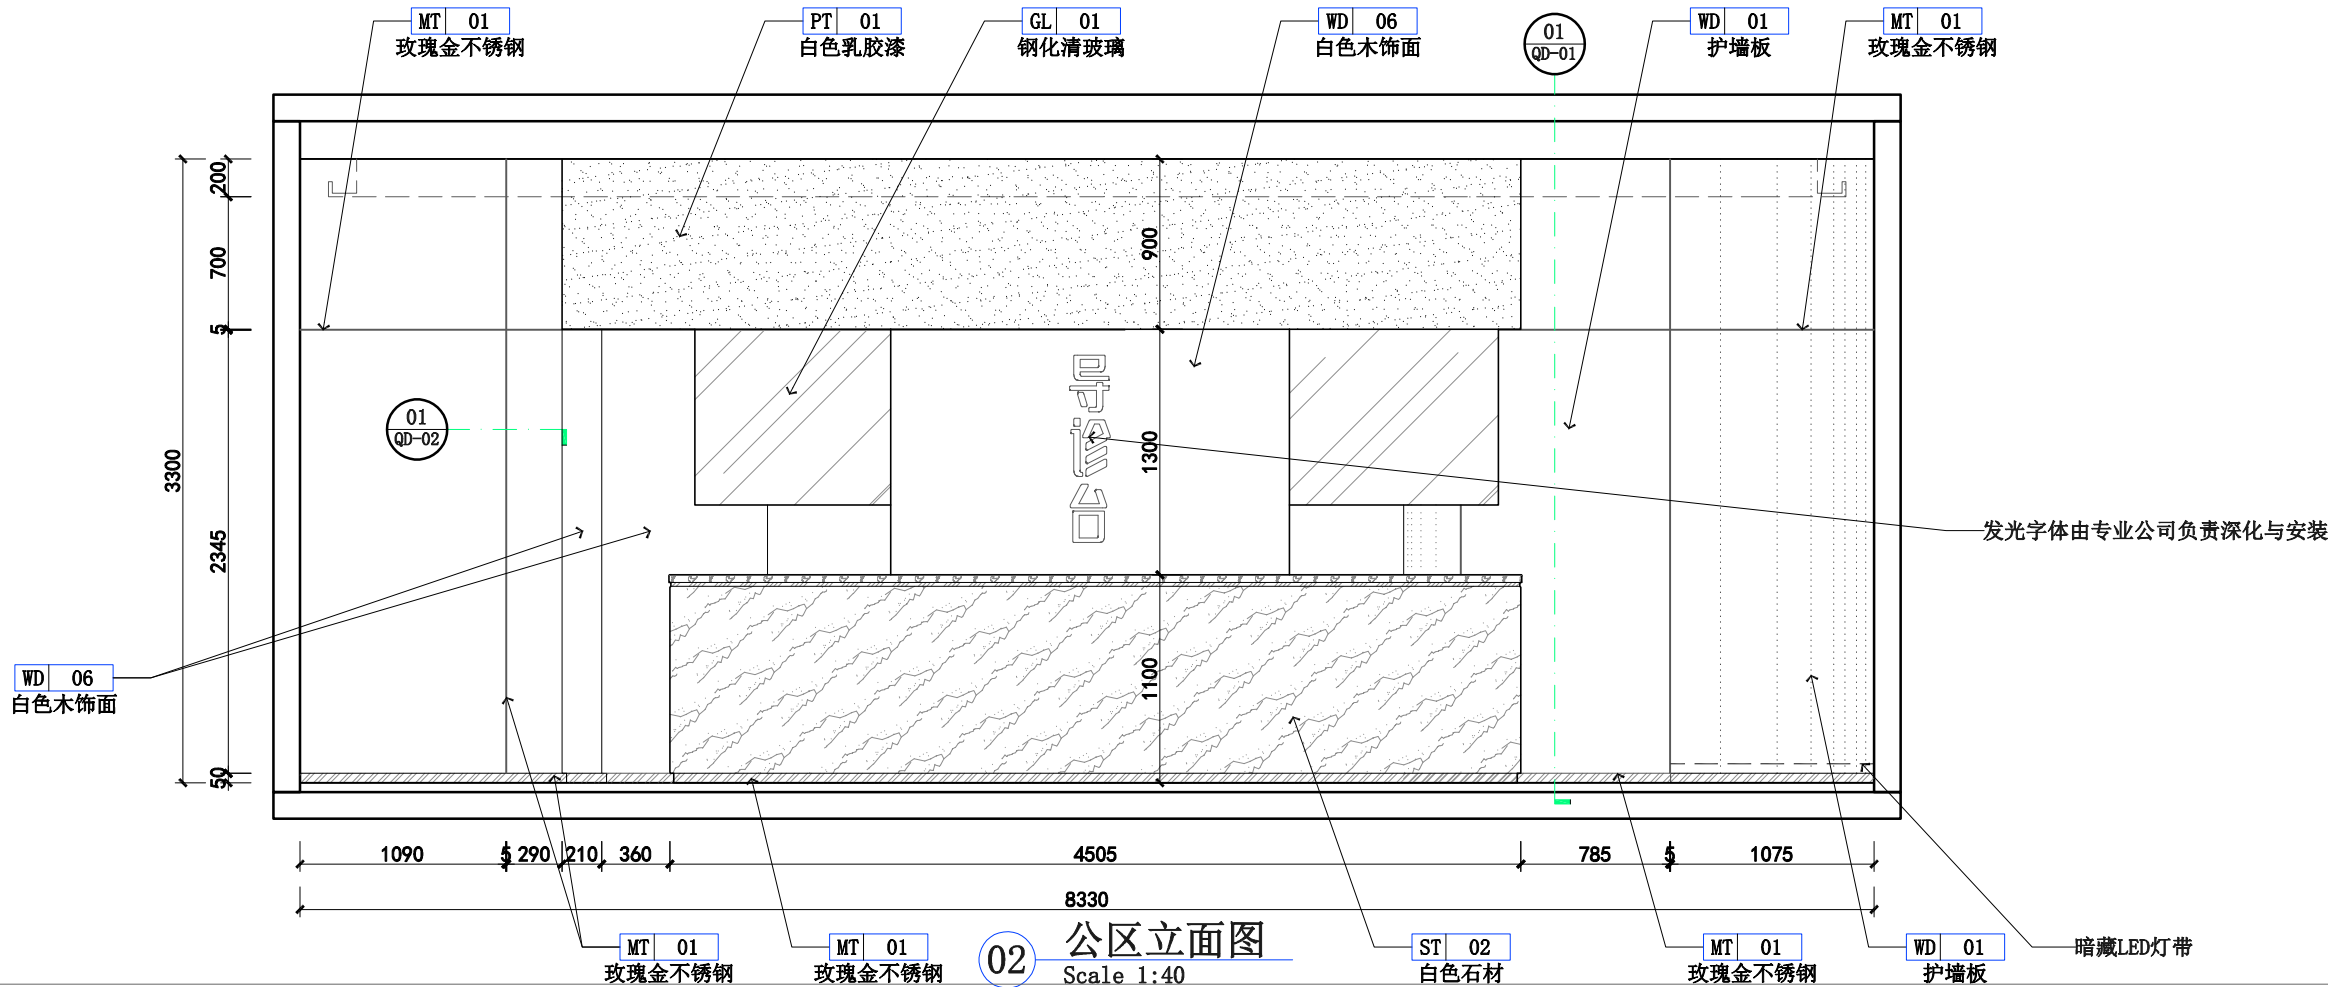 MT 01
玫瑰金不锈钢
PT 01
白色乳胶漆
GL 01
钢化清玻璃
WD 06
白色木饰面
01
QD-01
WD 01
护墙板
MT 01
玫瑰金不锈钢
200
700
5
2345
50
3300
900
1300
1100
01
QD-02
导诊台
发光字体由专业公司负责深化与安装
WD 06
白色木饰面
1090
5
290
210
360
4505
785
5
1075
8330
MT 01
玫瑰金不锈钢
MT 01
玫瑰金不锈钢
02
公区立面图
Scale 1:40
ST 02
白色石材
MT 01
玫瑰金不锈钢
WD 01
护墙板
暗藏LED灯带